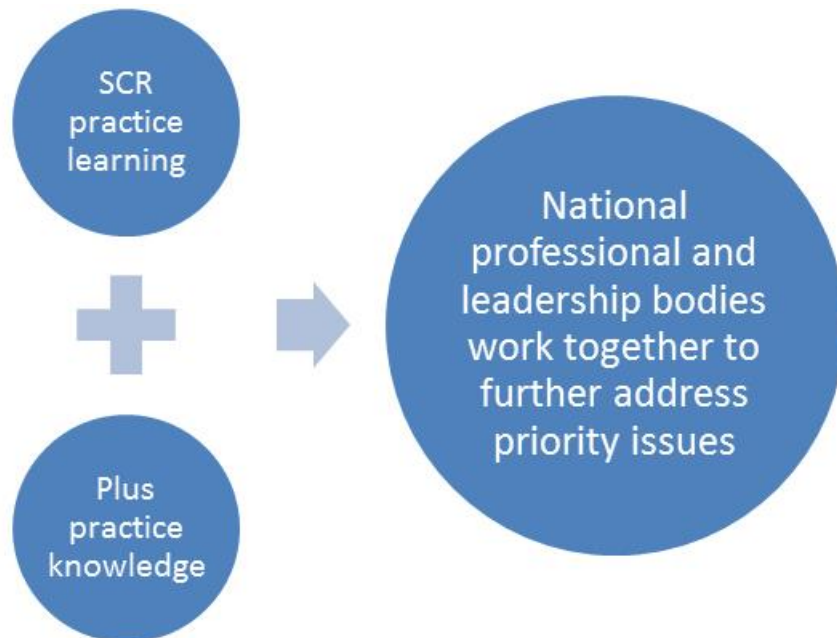 SCR
practice
learning
Plus
practice
knowledge
National
professional and
leadership bodies
work together to
further address
priority issues